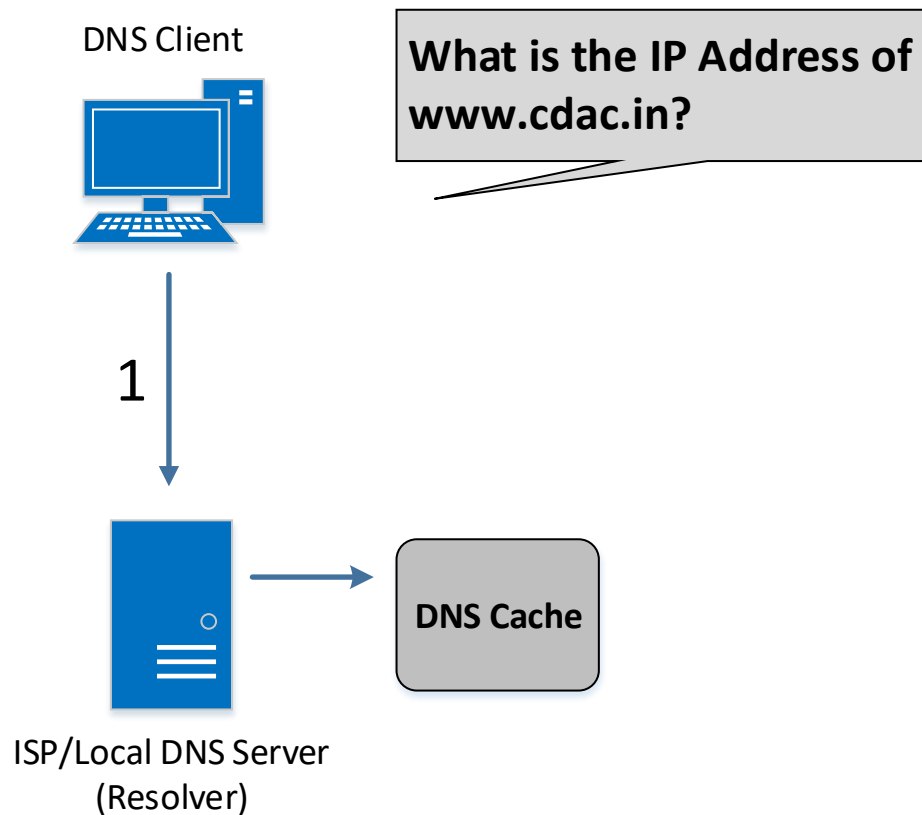 DNS Client
What is the IP Address of
www.cdac.in?
1
DNS Cache
ISP/Local DNS Server
(Resolver)